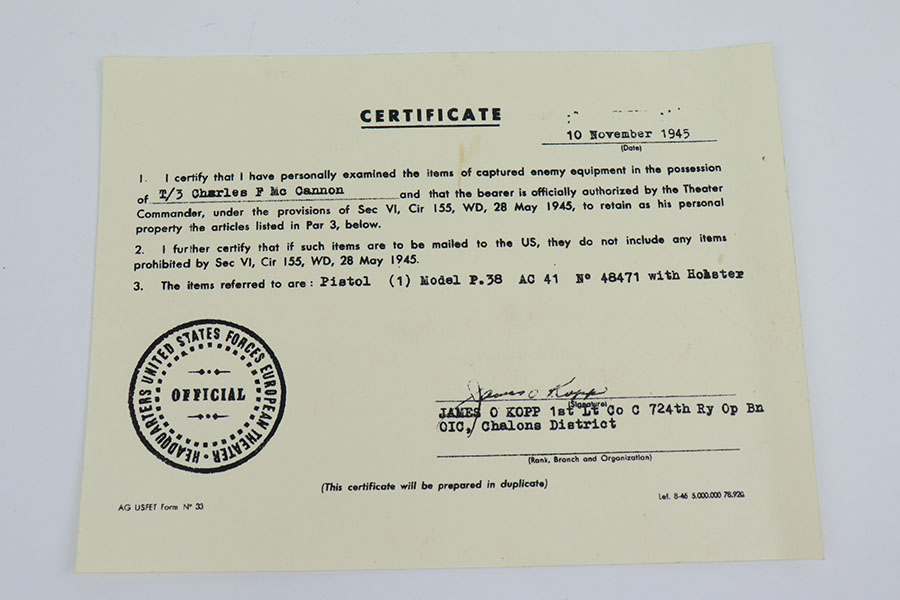 CERTIFICATE
10 November 1945
(Date)
1. I certify that I have personally examined the items of captured enemy equipment in the possession
of T/3 Charles F Mc Cannon and that the bearer is officially authorized by the Theater
Commander, under the provisions of Sec VI, Cir 155, WD, 28 May 1945, to retain as his personal
property the articles listed in Par 3, below.
2. I further certify that if such items are to be mailed to the US, they do not include any items
prohibited by Sec VI, Cir 155, WD, 28 May 1945.
3. The items referred to are : Pistol (1) Model P.38 AC 41 Nº 48471 with Holster
HEADQUARTERS UNITED STATES FORCES EUROPEAN THEATER
OFFICIAL
James O Kopp
(Signature)
JAMES O KOPP 1st Lt Co C 724th Ry Op Bn
OIC, Chalons District
(Rank, Branch and Organization)
(This certificate will be prepared in duplicate)
AG USFET Form Nº 33
Lef. 8-46 5.000.000 78.920.